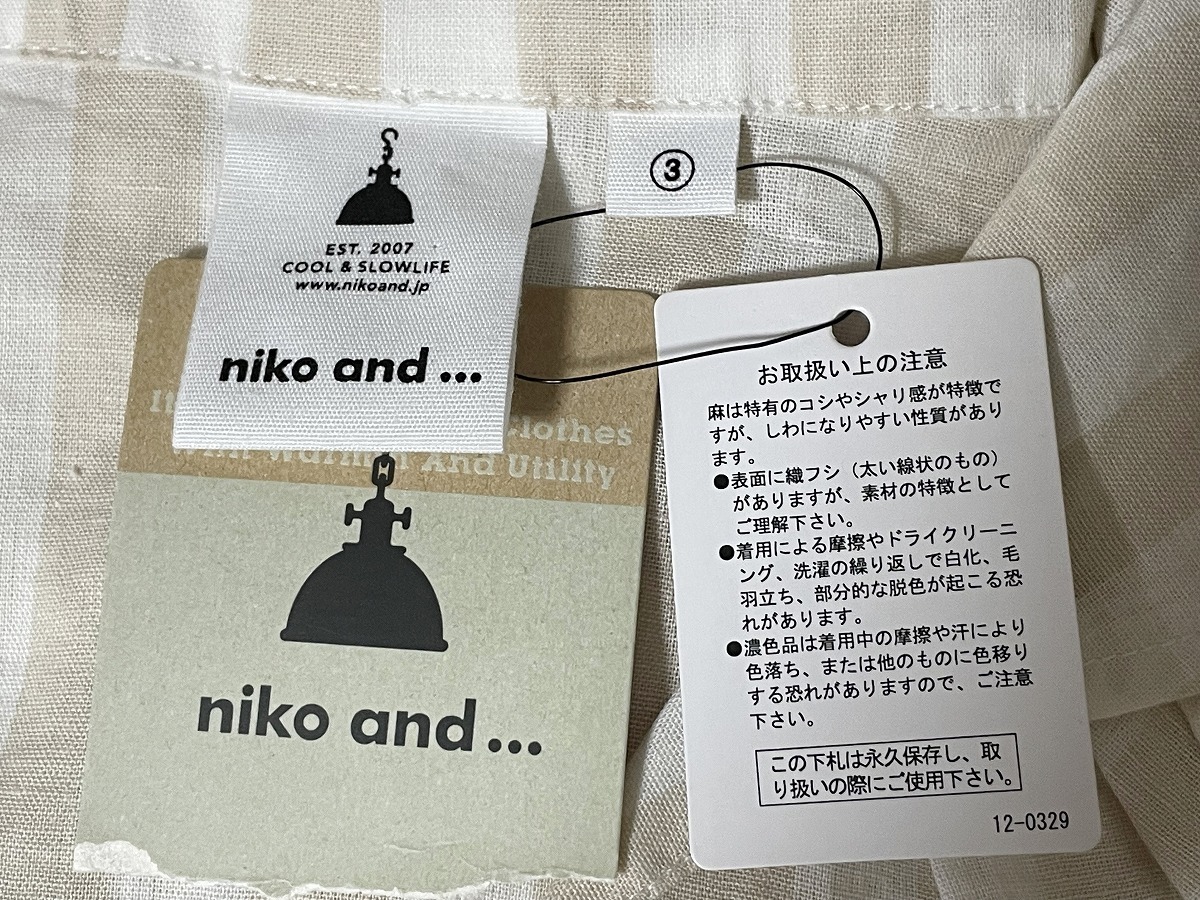 EST. 2007
COOL & SLOWLIFE
www.nikoand.jp
niko and ...
③
Clothes
And Utility
niko and ...
お取扱い上の注意
麻は特有のコシやシャリ感が特徴で
すが、しわになりやすい性質があり
ます。
●表面に織フシ（太い線状のもの）
がありますが、素材の特徴として
ご理解下さい。
●着用による摩擦やドライクリーニ
ング、洗濯の繰り返しで白化、毛
羽立ち、部分的な脱色が起こる恐
れがあります。
●濃色品は着用中の摩擦や汗により
色落ち、または他のものに色移り
する恐れがありますので、ご注意
下さい。
この下札は永久保存し、取
り扱いの際にご使用下さい。
12-0329